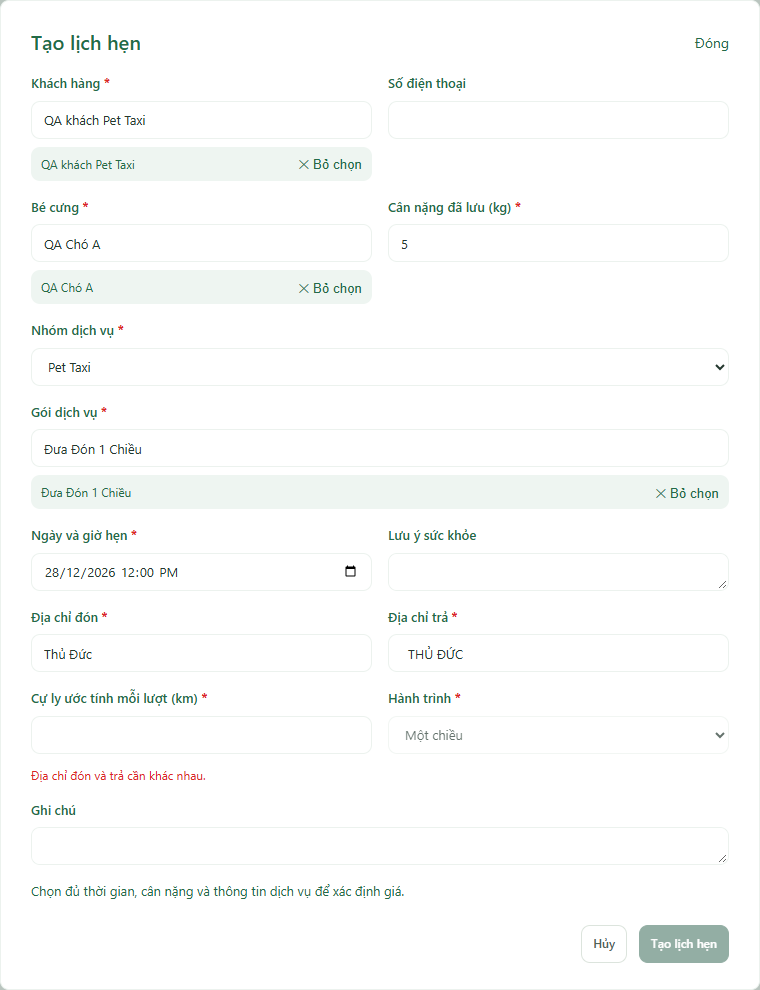 Tạo lịch hẹn
Đóng
Khách hàng *
Số điện thoại
QA khách Pet Taxi
QA khách Pet Taxi
Bỏ chọn
Bé cưng *
Cân nặng đã lưu (kg) *
QA Chó A
5
QA Chó A
Bỏ chọn
Nhóm dịch vụ *
Pet Taxi
Gói dịch vụ *
Đưa Đón 1 Chiều
Đưa Đón 1 Chiều
Bỏ chọn
Ngày và giờ hẹn *
Lưu ý sức khỏe
28/12/2026 12:00 PM
Địa chỉ đón *
Địa chỉ trả *
Thủ Đức
THỦ ĐỨC
Cự ly ước tính mỗi lượt (km) *
Hành trình *
Một chiều
Địa chỉ đón và trả cần khác nhau.
Ghi chú
Chọn đủ thời gian, cân nặng và thông tin dịch vụ để xác định giá.
Hủy
Tạo lịch hẹn